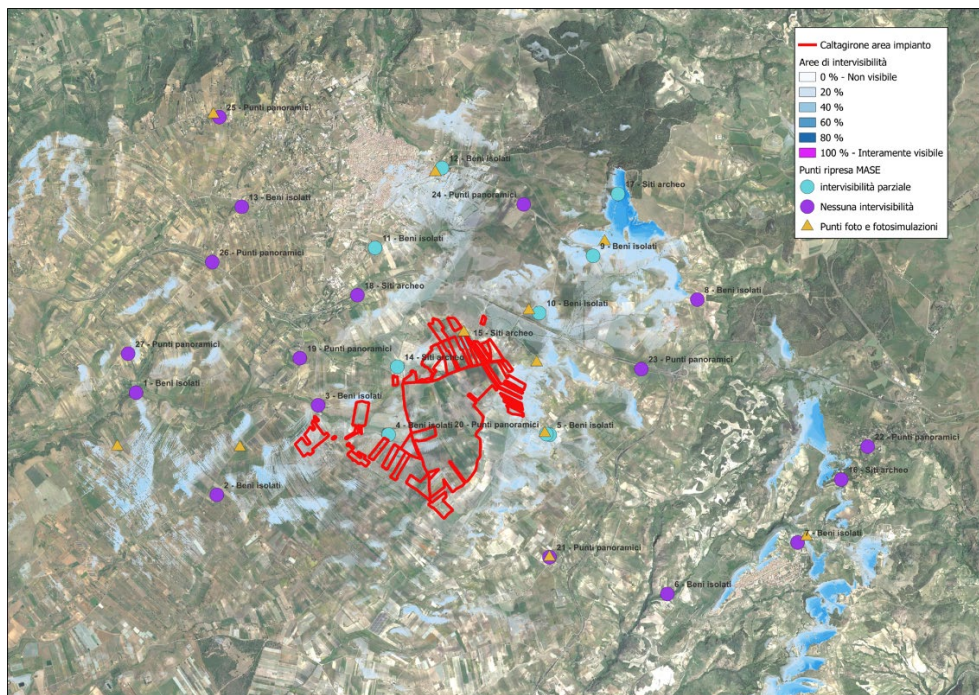 Caltagirone area impianto
Aree di intervisibilità
0 % - Non visibile
20 %
40 %
60 %
80 %
100 % - Interamente visibile
Punti ripresa MASE
intervisibilità parziale
Nessuna intervisibilità
Punti foto e fotosimulazioni
25 - Punti panoramici
12 - Beni isolati
17 - Siti archeo
24 - Punti panoramici
13 - Beni isolati
11 - Beni isolati
9 - Beni isolati
26 - Punti panoramici
18 - Siti archeo
8 - Beni isolati
10 - Beni isolati
15 - Siti archeo
27 - Punti panoramici
19 - Punti panoramici
14 - Siti archeo
23 - Punti panoramici
1 - Beni isolati
3 - Beni isolati
20 - Punti panoramici
4 - Beni isolati
5 - Beni isolati
22 - Punti panoramici
16 - Siti archeo
2 - Beni isolati
7 - Beni isolati
21 - Punti panoramici
6 - Beni isolati